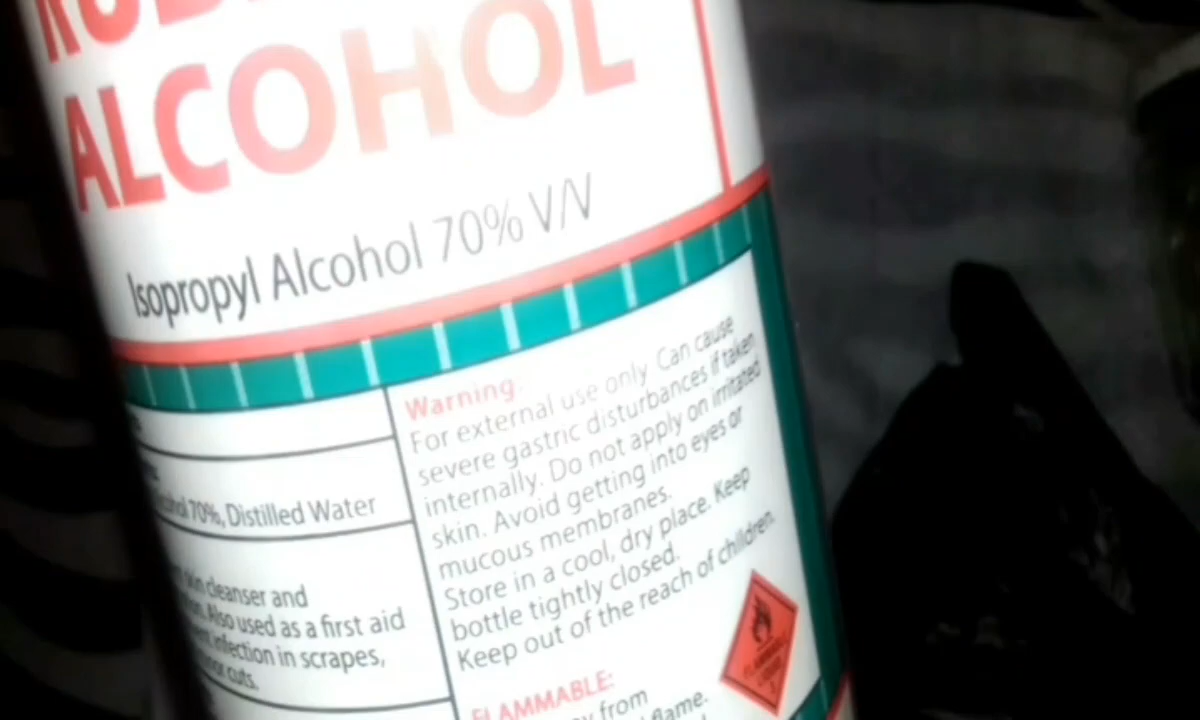 ALCOHOL
Isopropyl Alcohol 70% V/V
70%, Distilled Water
skin cleanser and
Also used as a first aid
infection in scrapes,
cuts.
Warning:
For external use only. Can cause
severe gastric disturbances if taken
internally. Do not apply on irritated
skin. Avoid getting into eyes or
mucous membranes.
Store in a cool, dry place. Keep
bottle tightly closed.
Keep out of the reach of children.
FLAMMABLE:
from
flame.